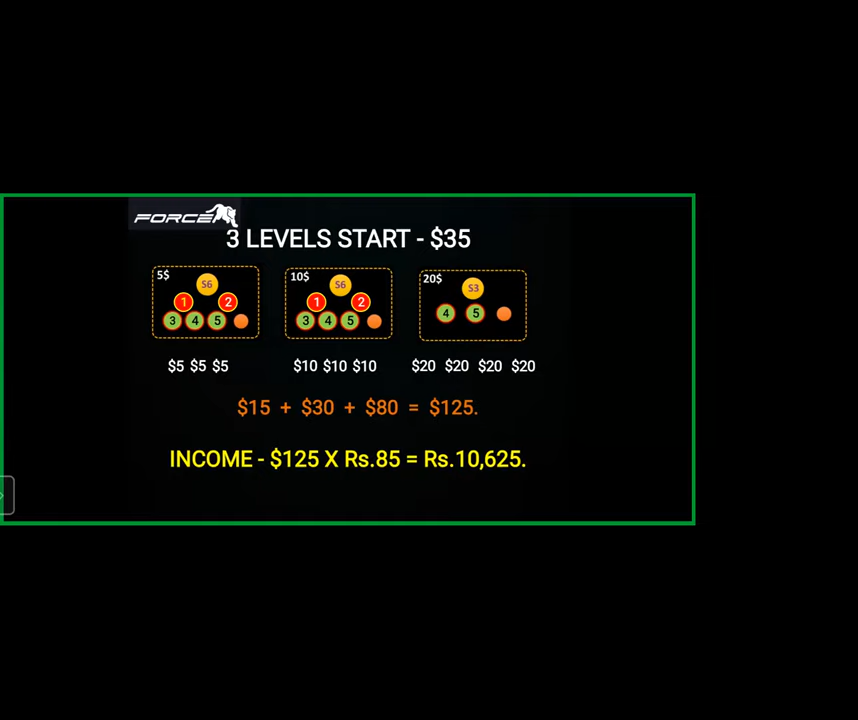 FORCE
3 LEVELS START - $35
5$ 10$ 20$
S6 S6 S3
1 2 1 2
3 4 5 3 4 5 4 5
$5 $5 $5 $10 $10 $10 $20 $20 $20 $20
$15 + $30 + $80 = $125.
INCOME - $125 X Rs.85 = Rs.10,625.